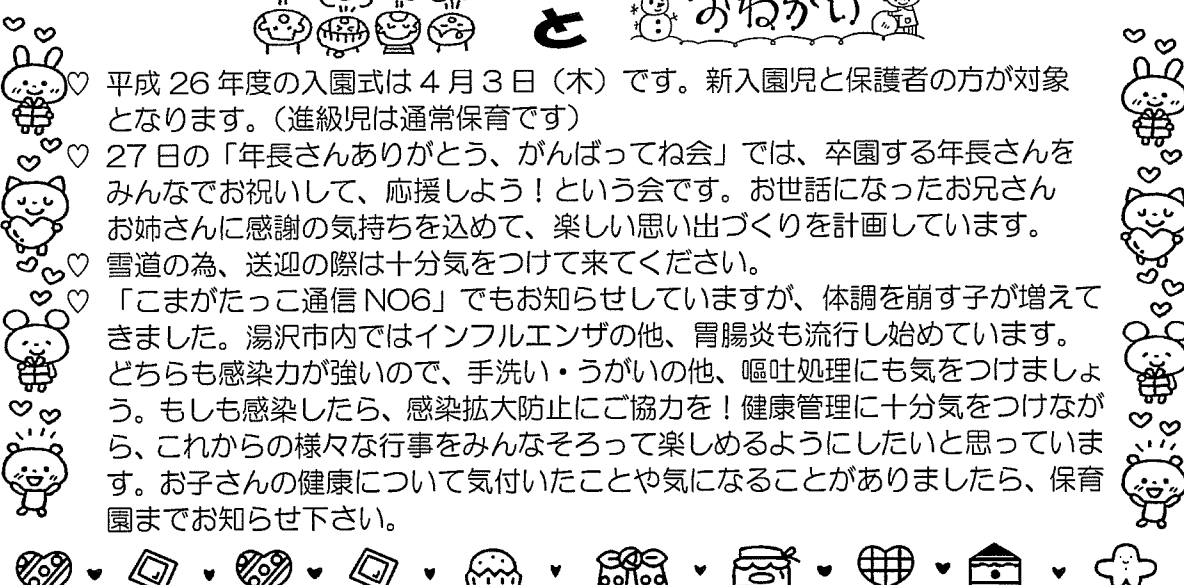 と おねがい
♡ 平成 26 年度の入園式は 4 月 3 日（木）です。新入園児と保護者の方が対象
となります。（進級児は通常保育です）
♡ 27 日の「年長さんありがとう、がんばってね会」では、卒園する年長さんを
みんなでお祝いして、応援しよう！という会です。お世話になったお兄さん
お姉さんに感謝の気持ちを込めて、楽しい思い出づくりを計画しています。
♡ 雪道の為、送迎の際は十分気をつけて来てください。
♡ 「こまがたっこ通信 NO6」でもお知らせしていますが、体調を崩す子が増えて
きました。湯沢市内ではインフルエンザの他、胃腸炎も流行し始めています。
どちらも感染力が強いので、手洗い・うがいの他、嘔吐処理にも気をつけましょ
う。もしも感染したら、感染拡大防止にご協力を！健康管理に十分気をつけなが
ら、これからの様々な行事をみんなそろって楽しめるようにしたいと思っていま
す。お子さんの健康について気付いたことや気になることがありましたら、保育
園までお知らせ下さい。